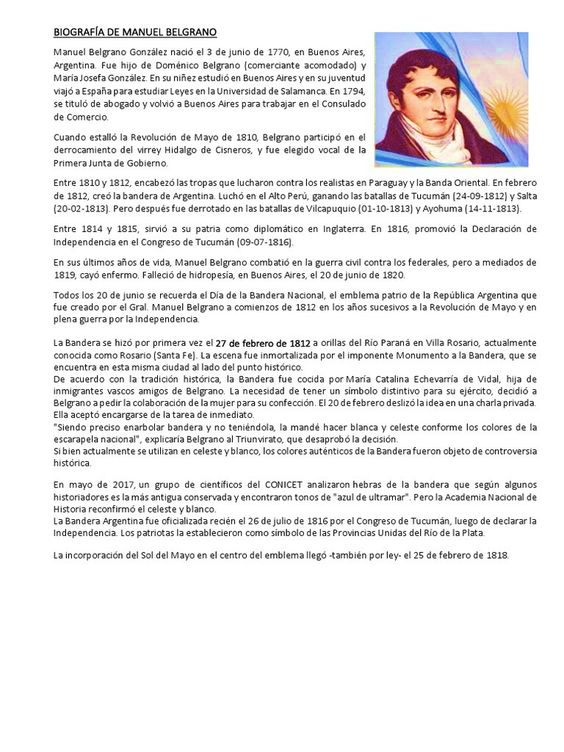 BIOGRAFÍA DE MANUEL BELGRANO
Manuel Belgrano González nació el 3 de junio de 1770, en Buenos Aires,
Argentina. Fue hijo de Doménico Belgrano (comerciante acomodado) y
María Josefa González. En su niñez estudió en Buenos Aires y en su juventud
viajó a España para estudiar Leyes en la Universidad de Salamanca. En 1794,
se tituló de abogado y volvió a Buenos Aires para trabajar en el Consulado
de Comercio.
Cuando estalló la Revolución de Mayo de 1810, Belgrano participó en el
derrocamiento del virrey Hidalgo de Cisneros, y fue elegido vocal de la
Primera Junta de Gobierno.
Entre 1810 y 1812, encabezó las tropas que lucharon contra los realistas en Paraguay y la Banda Oriental. En febrero
de 1812, creó la bandera de Argentina. Luchó en el Alto Perú, ganando las batallas de Tucumán (24-09-1812) y Salta
(20-02-1813). Pero después fue derrotado en las batallas de Vilcapuquio (01-10-1813) y Ayohuma (14-11-1813).
Entre 1814 y 1815, sirvió a su patria como diplomático en Inglaterra. En 1816, promovió la Declaración de
Independencia en el Congreso de Tucumán (09-07-1816).
En sus últimos años de vida, Manuel Belgrano combatió en la guerra civil contra los federales, pero a mediados de
1819, cayó enfermo. Falleció de hidropesía, en Buenos Aires, el 20 de junio de 1820.
Todos los 20 de junio se recuerda el Día de la Bandera Nacional, el emblema patrio de la República Argentina que
fue creado por el Gral. Manuel Belgrano a comienzos de 1812 en los años sucesivos a la Revolución de Mayo y en
plena guerra por la Independencia.
La Bandera se hizó por primera vez el 27 de febrero de 1812 a orillas del Río Paraná en Villa Rosario, actualmente
conocida como Rosario (Santa Fe). La escena fue inmortalizada por el imponente Monumento a la Bandera, que se
encuentra en esta misma ciudad al lado del punto histórico.
De acuerdo con la tradición histórica, la Bandera fue cocida por María Catalina Echevarría de Vidal, hija de
inmigrantes vascos amigos de Belgrano. La necesidad de tener un símbolo distintivo para su ejército, decidió a
Belgrano a pedir la colaboración de la mujer para su confección. El 20 de febrero deslizó la idea en una charla privada.
Ella aceptó encargarse de la tarea de inmediato.
"Siendo preciso enarbolar bandera y no teniéndola, la mandé hacer blanca y celeste conforme los colores de la
escarapela nacional", explicaría Belgrano al Triunvirato, que desaprobó la decisión.
Si bien actualmente se utilizan en celeste y blanco, los colores auténticos de la Bandera fueron objeto de controversia
histórica.
En mayo de 2017, un grupo de científicos del CONICET analizaron hebras de la bandera que según algunos
historiadores es la más antigua conservada y encontraron tonos de "azul de ultramar". Pero la Academia Nacional de
Historia reconfirmó el celeste y blanco.
La Bandera Argentina fue oficializada recién el 26 de julio de 1816 por el Congreso de Tucumán, luego de declarar la
Independencia. Los patriotas la establecieron como símbolo de las Provincias Unidas del Río de la Plata.
La incorporación del Sol del Mayo en el centro del emblema llegó -también por ley- el 25 de febrero de 1818.